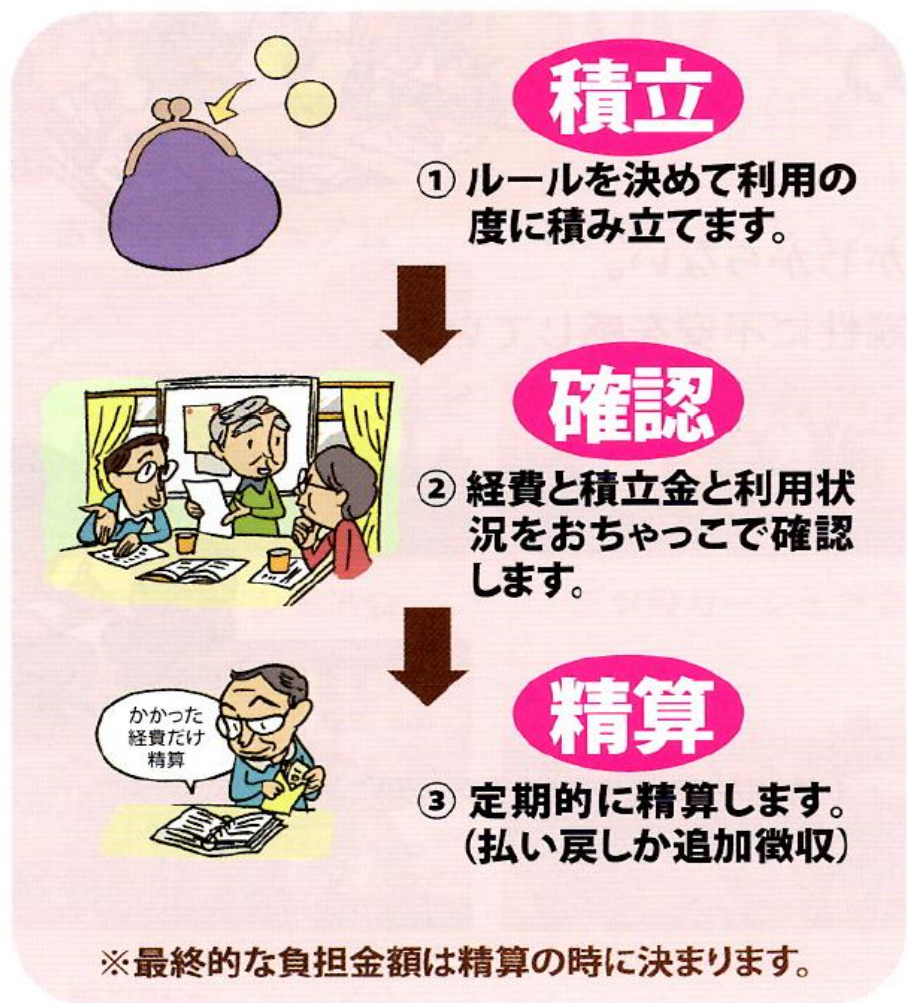 積立
① ルールを決めて利用の
度に積み立てます。
確認
② 経費と積立金と利用状
況をおちゃっこで確認
します。
かかった
経費だけ
精算
精算
③ 定期的に精算します。
(払い戻しか追加徴収)
※最終的な負担金額は精算の時に決まります。